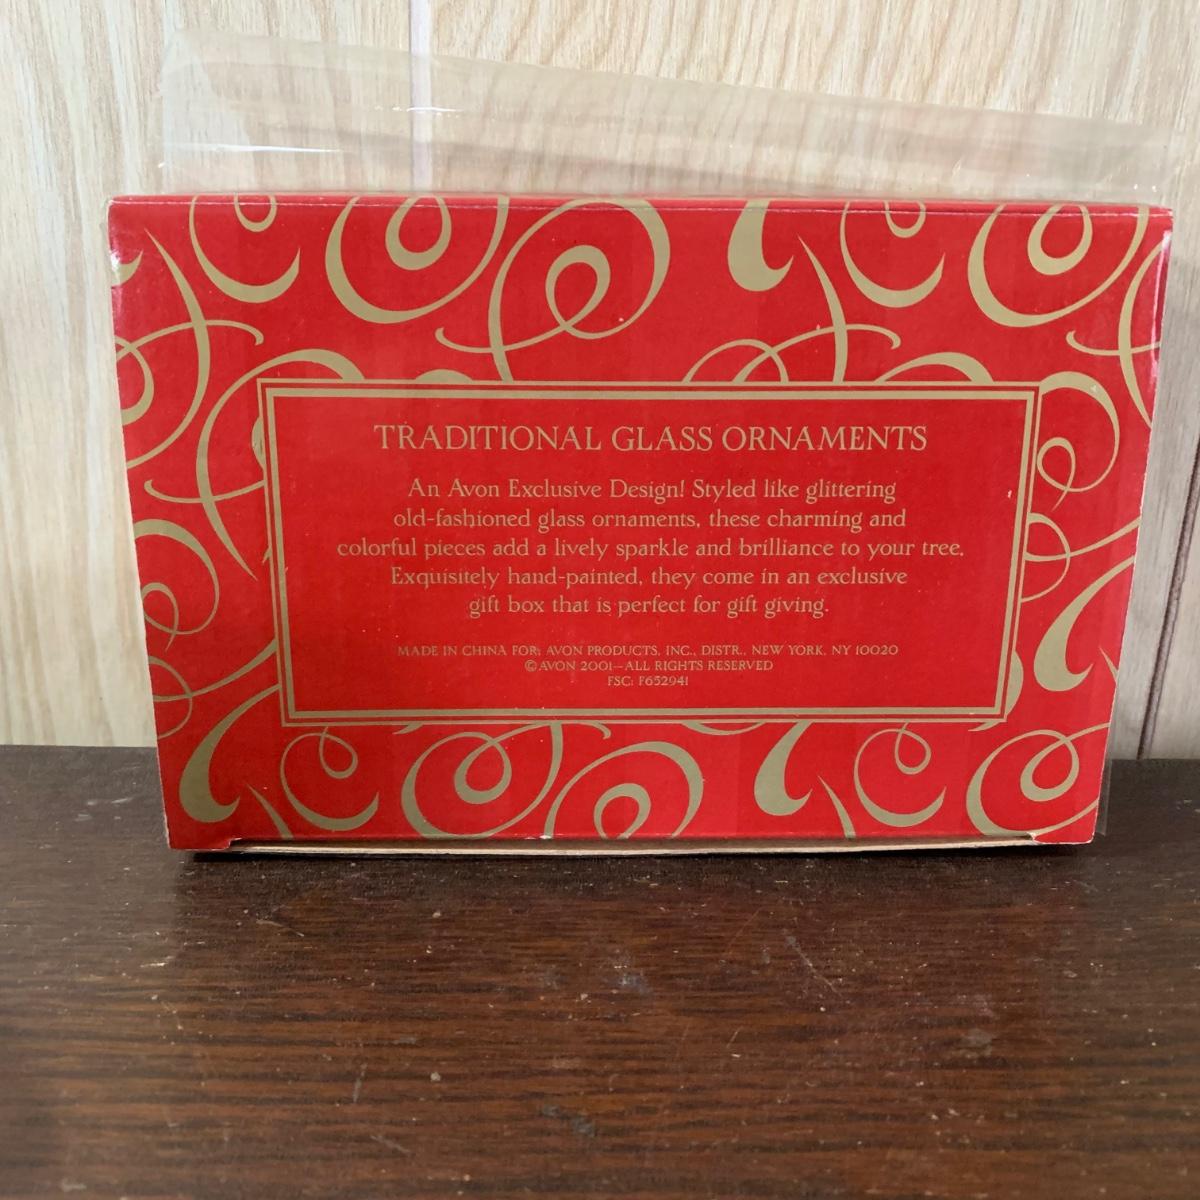 TRADITIONAL GLASS ORNAMENTS
An Avon Exclusive Design! Styled like glittering
old-fashioned glass ornaments, these charming and
colorful pieces add a lively sparkle and brilliance to your tree.
Exquisitely hand-painted, they come in an exclusive
gift box that is perfect for gift giving.
MADE IN CHINA FOR: AVON PRODUCTS, INC., DISTR., NEW YORK, NY 10020
©AVON 2001—ALL RIGHTS RESERVED
FSC: F652941